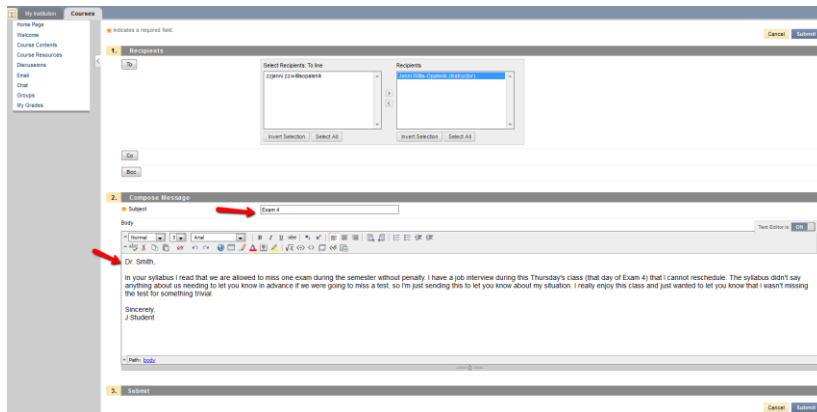 My Institution Courses
Home Page
Welcome
Course Contents
Course Resources
Discussions
Email
Chat
Groups
My Grades
Indicates a required field.
Cancel Submit
1. Recipients
To
Select Recipients: To line
Recipients
zzjenni zzwillsopalenik
Invert Selection Select All
Invert Selection Select All
Cc
Bcc
2. Compose Message
Subject
Exam 4
Body
Text Editor is ON
Normal 3 Arial
Dr. Smith,
In your syllabus I read that we are allowed to miss one exam during the semester without penalty. I have a job interview during this Thursday's class (that day of Exam 4) that I cannot reschedule. The syllabus didn't say
anything about us needing to let you know in advance if we were going to miss a test, so I'm just sending this to let you know about my situation. I really enjoy this class and just wanted to let you know that I wasn't missing
the test for something trivial.
Sincerely,
J Student
Path: body
3. Submit
Cancel Submit